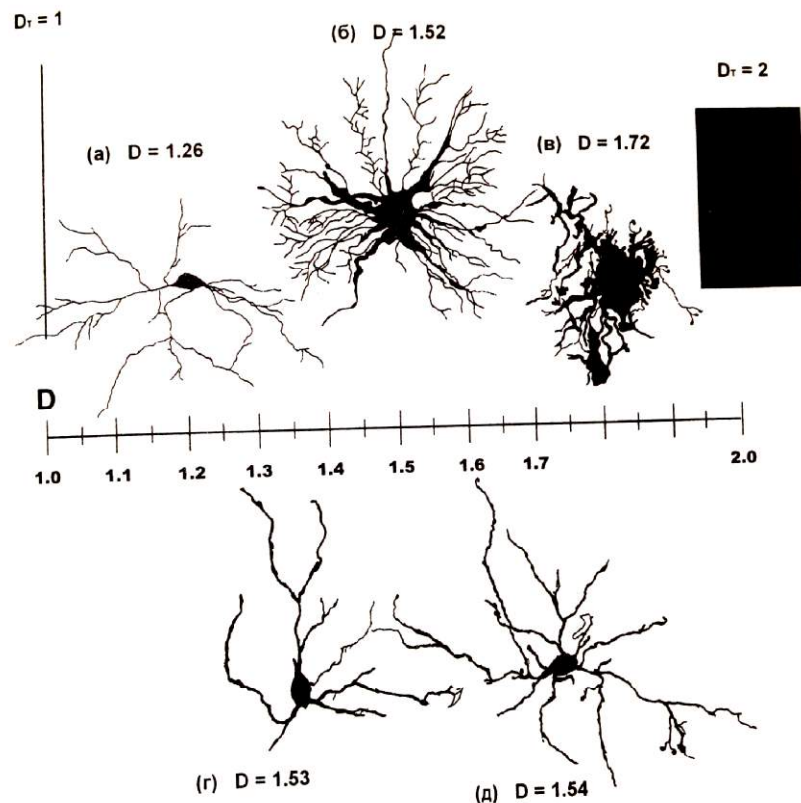 Dт = 1
(б) D = 1.52
Dт = 2
(а) D = 1.26
(в) D = 1.72
D
1.0 1.1 1.2 1.3 1.4 1.5 1.6 1.7 2.0
(г) D = 1.53
(д) D = 1.54